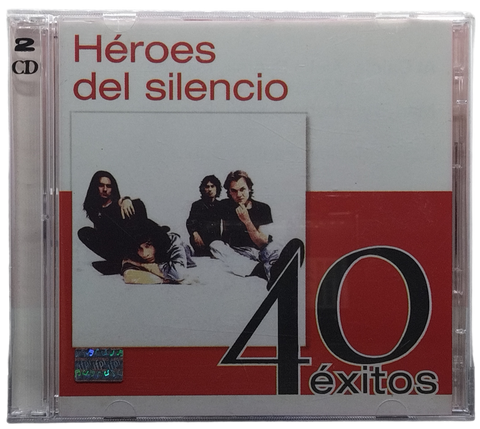 2
CD
Héroes
del silencio
40
éxitos